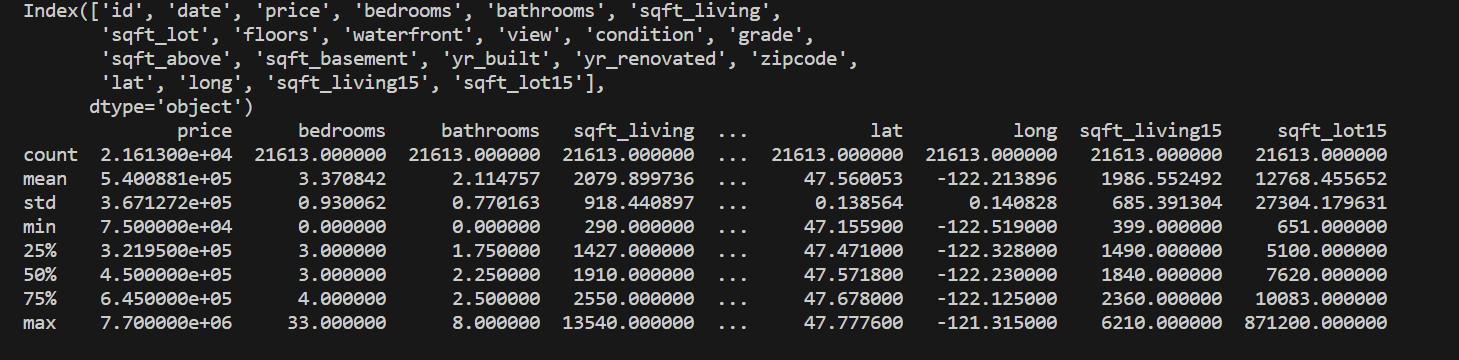 Index(['id', 'date', 'price', 'bedrooms', 'bathrooms', 'sqft_living',
'sqft_lot', 'floors', 'waterfront', 'view', 'condition', 'grade',
'sqft_above', 'sqft_basement', 'yr_built', 'yr_renovated', 'zipcode',
'lat', 'long', 'sqft_living15', 'sqft_lot15'],
dtype='object')
price bedrooms bathrooms sqft_living ... lat long sqft_living15 sqft_lot15
count 2.161300e+04 21613.000000 21613.000000 21613.000000 ... 21613.000000 21613.000000 21613.000000 21613.000000
mean 5.400881e+05 3.370842 2.114757 2079.899736 ... 47.560053 -122.213896 1986.552492 12768.455652
std 3.671272e+05 0.930062 0.770163 918.440897 ... 0.138564 0.140828 685.391304 27304.179631
min 7.500000e+04 0.000000 0.000000 290.000000 ... 47.155900 -122.519000 399.000000 651.000000
25% 3.219500e+05 3.000000 1.750000 1427.000000 ... 47.471000 -122.328000 1490.000000 5100.000000
50% 4.500000e+05 3.000000 2.250000 1910.000000 ... 47.571800 -122.230000 1840.000000 7620.000000
75% 6.450000e+05 4.000000 2.500000 2550.000000 ... 47.678000 -122.125000 2360.000000 10083.000000
max 7.700000e+06 33.000000 8.000000 13540.000000 ... 47.777600 -121.315000 6210.000000 871200.000000